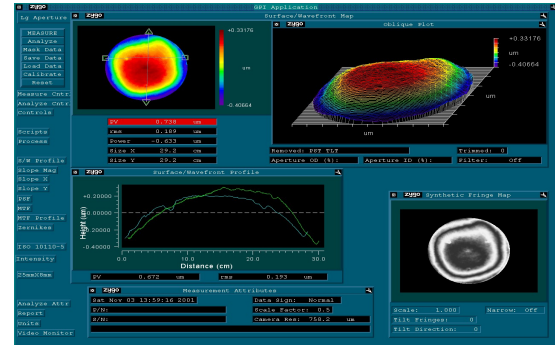 GPI Application
zygo
Surface/Wavefront Map
Lg Aperture
MEASURE
Analyze
Mask Data
Save Data
Load Data
Calibrate
Reset
Measure Cntr
Analyze Cntr
Controls
Scripts
Process
S/W Profile
Slope Mag
Slope X
Slope Y
PSF
MTF
MTF Profile
Zernikes
ISO 10110-5
Intensity
25mmX8mm
Analyze Attr
Report
Units
Video Monitor
+0.33176
um
-0.40664
PV 0.738 um
rms 0.189 um
Power -0.633 um
Size X 29.2 cm
Size Y 29.2 cm
zygo
Oblique Plot
+0.33176
um
-0.40664
um
um
Removed: PST TLT
Trimmed: 0
Aperture OD (%):
Aperture ID (%):
Filter: Off
zygo
Surface/Wavefront Profile
Height (um)
+0.20000
0.00000
-0.20000
-0.40000
0.0
10.0
20.0
30.0
Distance (cm)
PV 0.672 um
rms 0.193 um
zygo
Synthetic Fringe Map
Scale: 1.000
Narrow: Off
Tilt Fringes: 0
Tilt Direction: 0
zygo
Measurement Attributes
Sat Nov 03 13:59:16 2001
Data Sign: Normal
P/N:
Scale Factor: 0.5
S/N:
Camera Res: 758.2 um